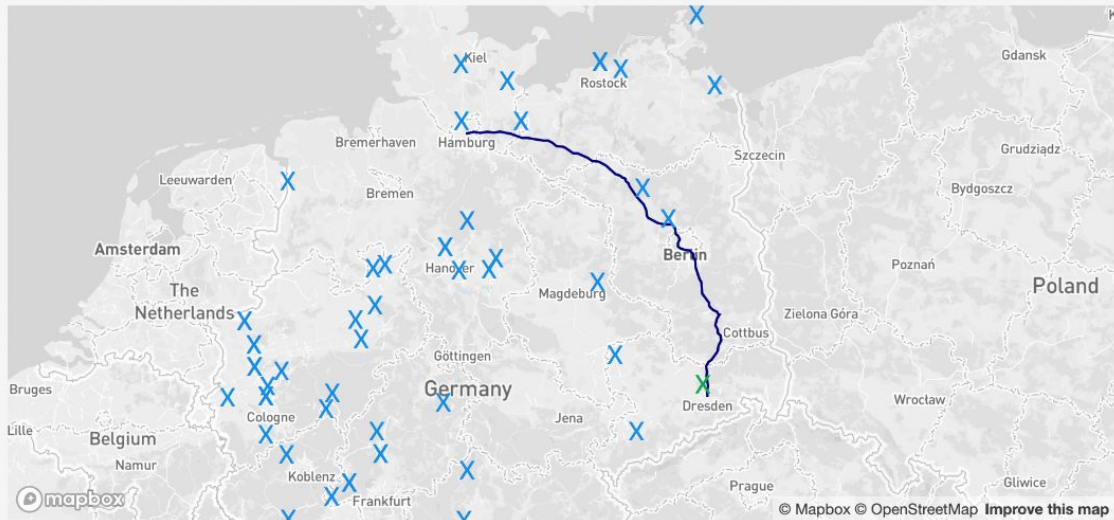 Kiel
Gdansk
K
Rostock
Bremerhaven
Hamburg
Szczecin
Grudziądz
Leeuwarden
Bremen
Bydgoszcz
Amsterdam
Berlin
Hanover
Poznań
The
Netherlands
Magdeburg
Zielona Góra
Poland
Cottbus
Göttingen
Bruges
Germany
Dresden
Wrocław
Cologne
Jena
Lille
Belgium
Namur
Koblenz
Prague
Gliwice
Frankfurt
mapbox
© Mapbox © OpenStreetMap Improve this map